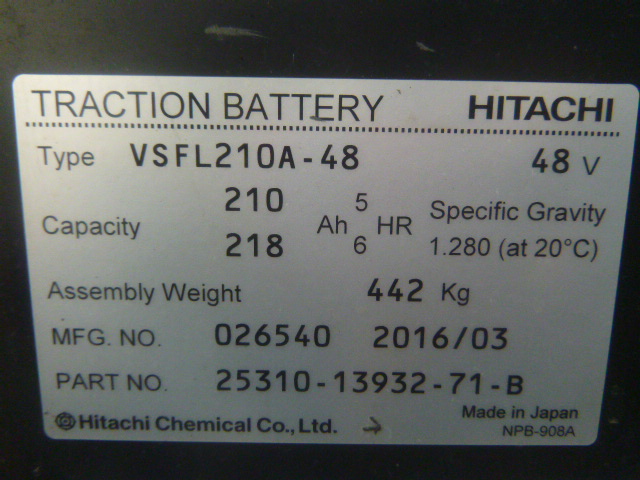 TRACTION BATTERY HITACHI
Type VSFL210A-48 48 V
Capacity 210 Ah 5 HR Specific Gravity
218 6 1.280 (at 20°C)
Assembly Weight 442 Kg
MFG. NO. 026540 2016/03
PART NO. 25310-13932-71-B
Hitachi Chemical Co., Ltd. Made in Japan
NPB-908A